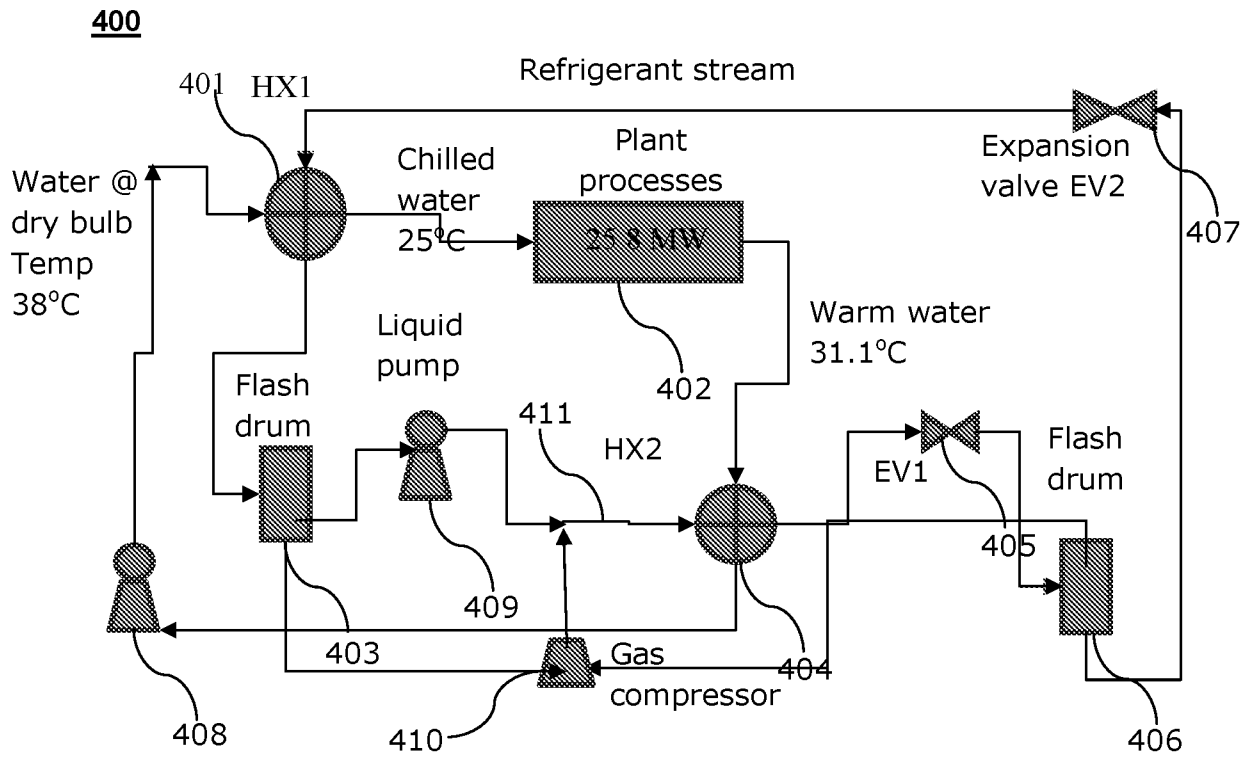 400
Refrigerant stream
401
HX1
Water @
dry bulb
Temp
38°C
Chilled
water
25°C
Plant
processes
25.8 MW
Expansion
valve EV2
407
Warm water
31.1°C
402
Liquid
pump
Flash
drum
411
HX2
EV1
Flash
drum
405
409
403
404
Gas
compressor
408
410
406